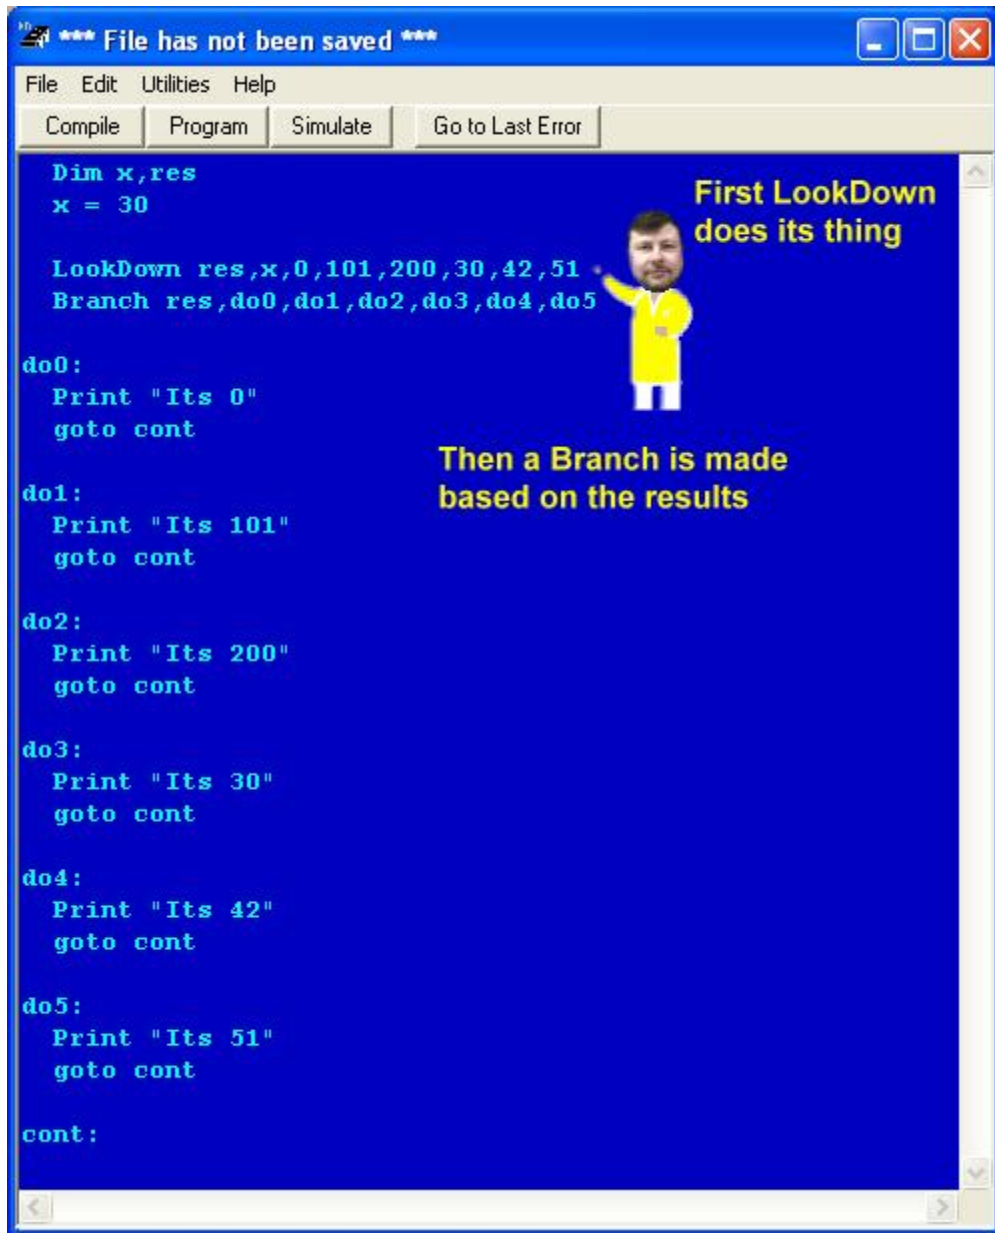 *** File has not been saved ***
File Edit Utilities Help
Compile Program Simulate Go to Last Error
Dim x,res
x = 30
First LookDown
does its thing
LookDown res,x,0,101,200,30,42,51
Branch res,do0,do1,do2,do3,do4,do5
do0:
Print "Its 0"
goto cont
Then a Branch is made
based on the results
do1:
Print "Its 101"
goto cont
do2:
Print "Its 200"
goto cont
do3:
Print "Its 30"
goto cont
do4:
Print "Its 42"
goto cont
do5:
Print "Its 51"
goto cont
cont: